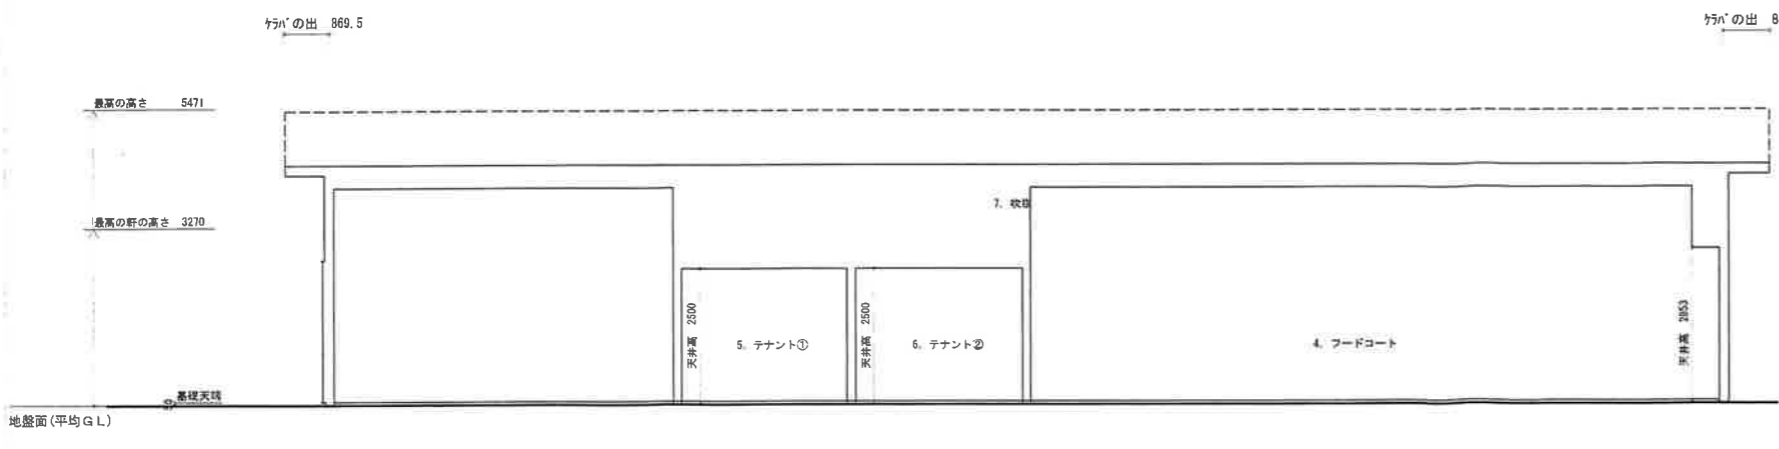 ｹﾗﾊﾞの出 869.5
ｹﾗﾊﾞの出 8
最高の高さ 5471
最高の軒の高さ 3270
7. 吹抜
天井高 2500
5. テナント①
天井高 2500
6. テナント②
4. フードコート
天井高 2853
基礎天端
地盤面(平均ＧＬ)